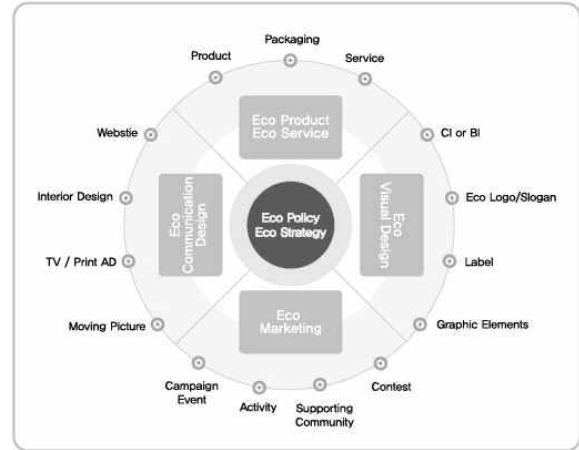 Packaging
Product
Service
Eco Product
Eco Service
Webstie
CI or BI
Interior Design
Eco Logo/Slogan
Eco
Communication
Design
Eco Policy
Eco Strategy
Eco
Visual Design
TV / Print AD
Label
Eco
Marketing
Moving Picture
Graphic Elements
Campaign
Event
Activity
Supporting
Community
Contest